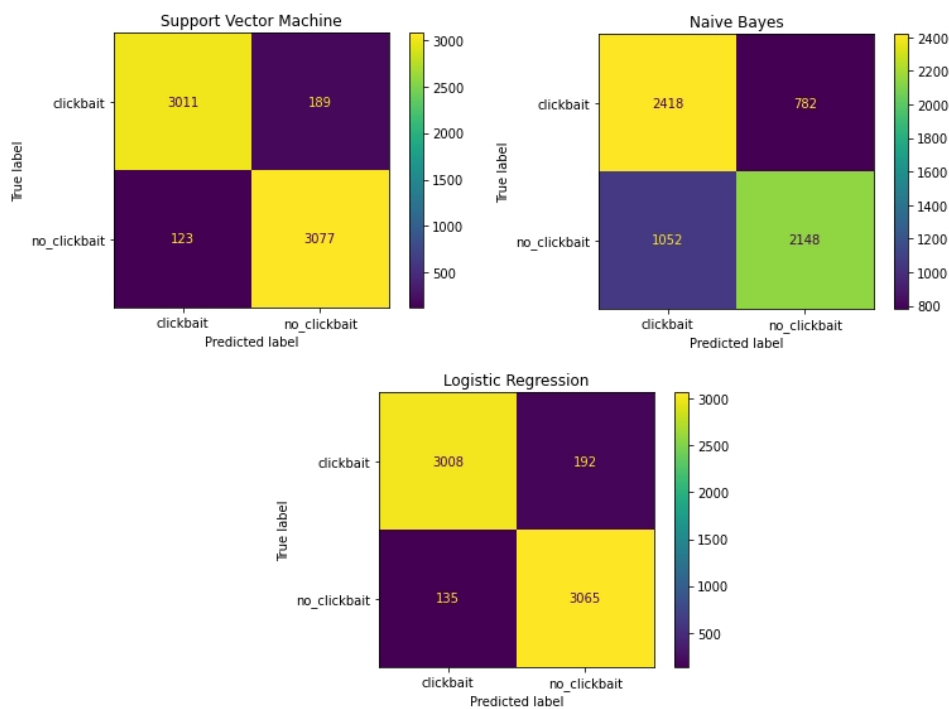 Support Vector Machine
clickbait
no_clickbait
True label
3011
189
123
3077
clickbait
no_clickbait
Predicted label
3000
2500
2000
1500
1000
500
Naive Bayes
clickbait
no_clickbait
True label
2418
782
1052
2148
clickbait
no_clickbait
Predicted label
2400
2200
2000
1800
1600
1400
1200
1000
800
Logistic Regression
clickbait
no_clickbait
True label
3008
192
135
3065
clickbait
no_clickbait
Predicted label
3000
2500
2000
1500
1000
500